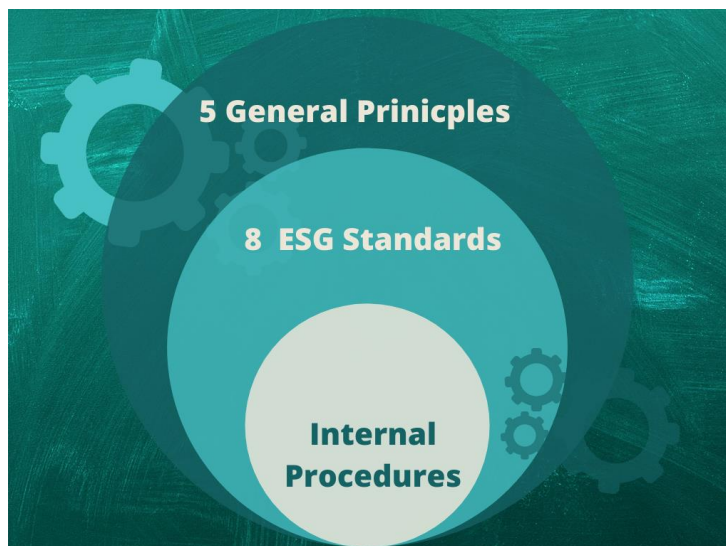 5 General Prinicples
8 ESG Standards
Internal
Procedures